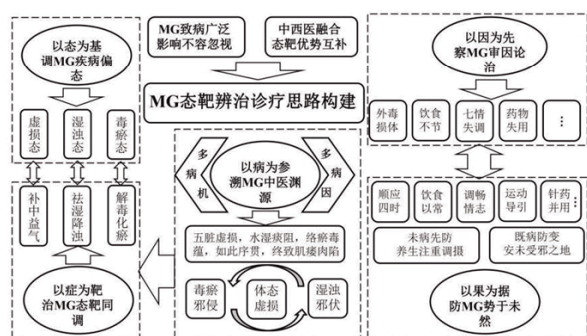 以态为基
调MG疾病偏态
虚损态
湿浊态
毒瘀态
补中益气
祛湿降浊
解毒化瘀
以症为靶
治MG态靶同
调
MG致病广泛
影响不容忽视
中西医融合
态靶优势互补
MG态靶辨治诊疗思路构建
多病机
以病为参
溯MG中医渊
源
多病因
五脏虚损，水湿痰阻，络瘀毒
蕴，如此序贯，终致肌痿肉陷
毒瘀
邪侵
体态
虚损
湿浊
邪伏
以因为先
察MG审因论
治
外毒
损体
饮食
不节
七情
失调
药物
失用
⋮
顺应
四时
饮食
以常
调畅
情志
运动
导引
针药
并用
⋮
未病先防
养生注重调摄
既病防变
安未受邪之地
以果为据
防MG势于未
然